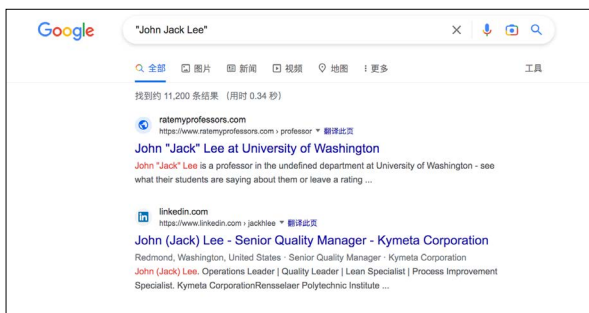 Google
"John Jack Lee"
全部 图片 新闻 视频 地图 更多 工具
找到约 11,200 条结果 (用时 0.34 秒)
ratemyprofessors.com
https://www.ratemyprofessors.com › professor 翻译此页
John "Jack" Lee at University of Washington
John "Jack" Lee is a professor in the undefined department at University of Washington - see
what their students are saying about them or leave a rating ...
in
linkedin.com
https://www.linkedin.com › jackhlee 翻译此页
John (Jack) Lee - Senior Quality Manager - Kymeta Corporation
Redmond, Washington, United States · Senior Quality Manager · Kymeta Corporation
John (Jack) Lee. Operations Leader | Quality Leader | Lean Specialist | Process Improvement
Specialist. Kymeta CorporationRensselaer Polytechnic Institute ...